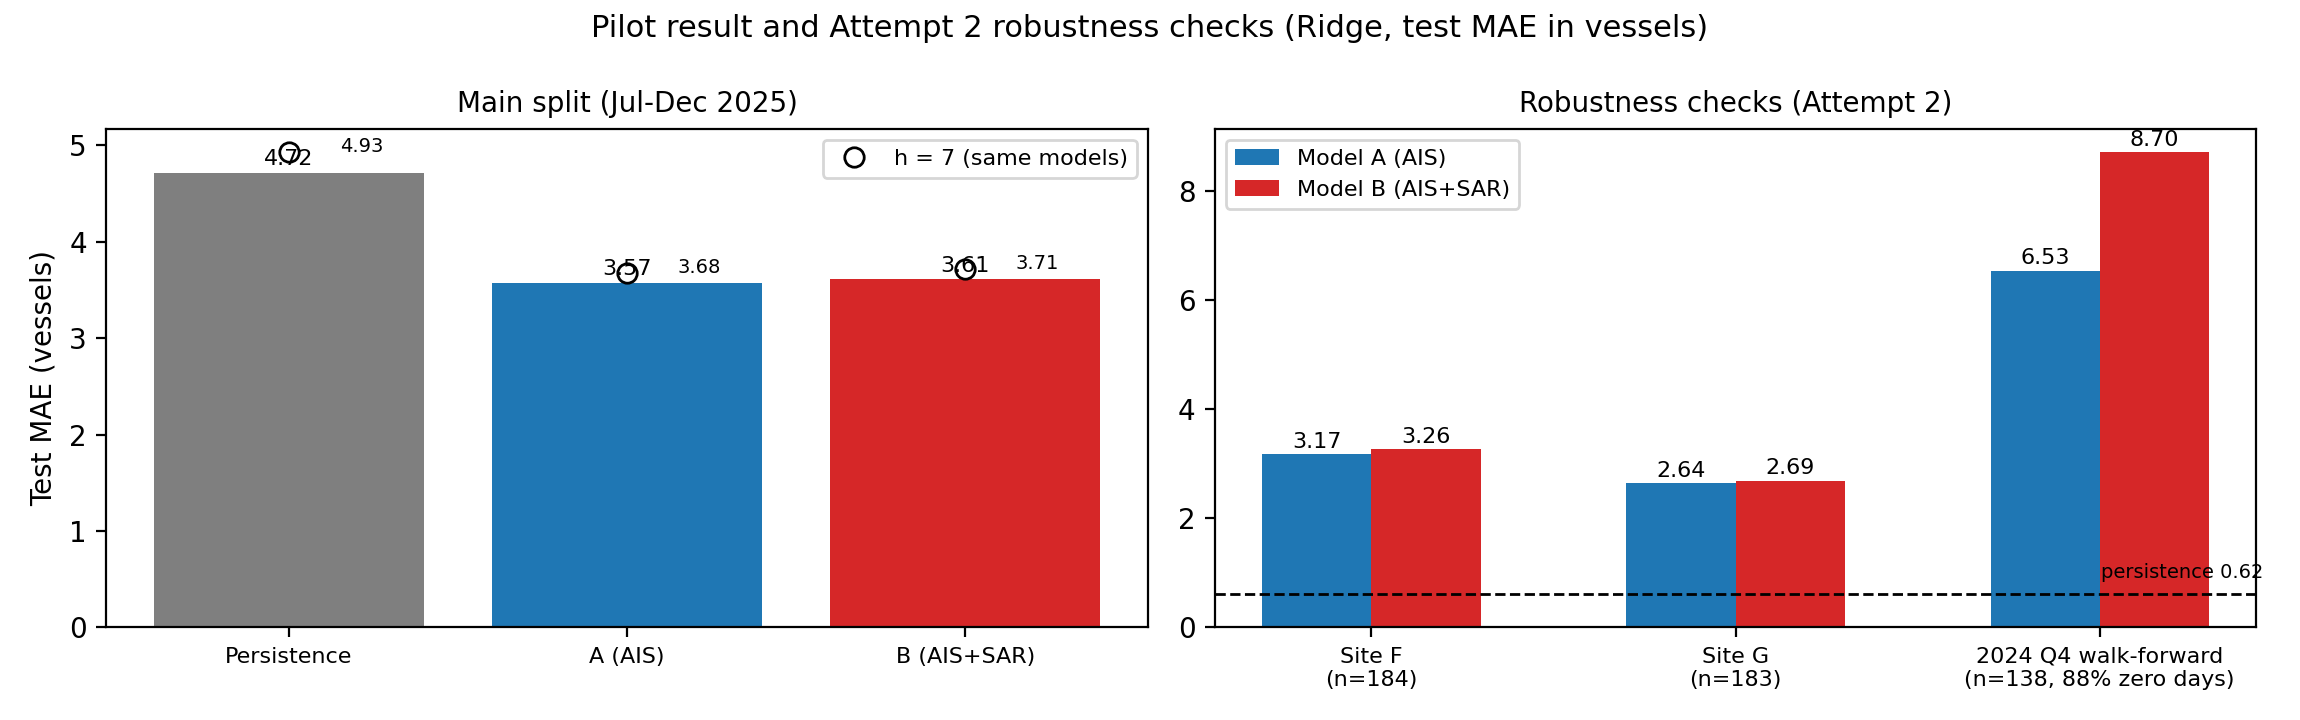 Pilot result and Attempt 2 robustness checks (Ridge, test MAE in vessels)
Main split (Jul-Dec 2025)
Test MAE (vessels)
5
4
3
2
1
0
4.72
4.93
3.57
3.68
3.61
3.71
h = 7 (same models)
Persistence
A (AIS)
B (AIS+SAR)
Robustness checks (Attempt 2)
Model A (AIS)
Model B (AIS+SAR)
8
6
4
2
0
3.17
3.26
2.64
2.69
6.53
8.70
persistence 0.62
Site F
(n=184)
Site G
(n=183)
2024 Q4 walk-forward
(n=138, 88% zero days)